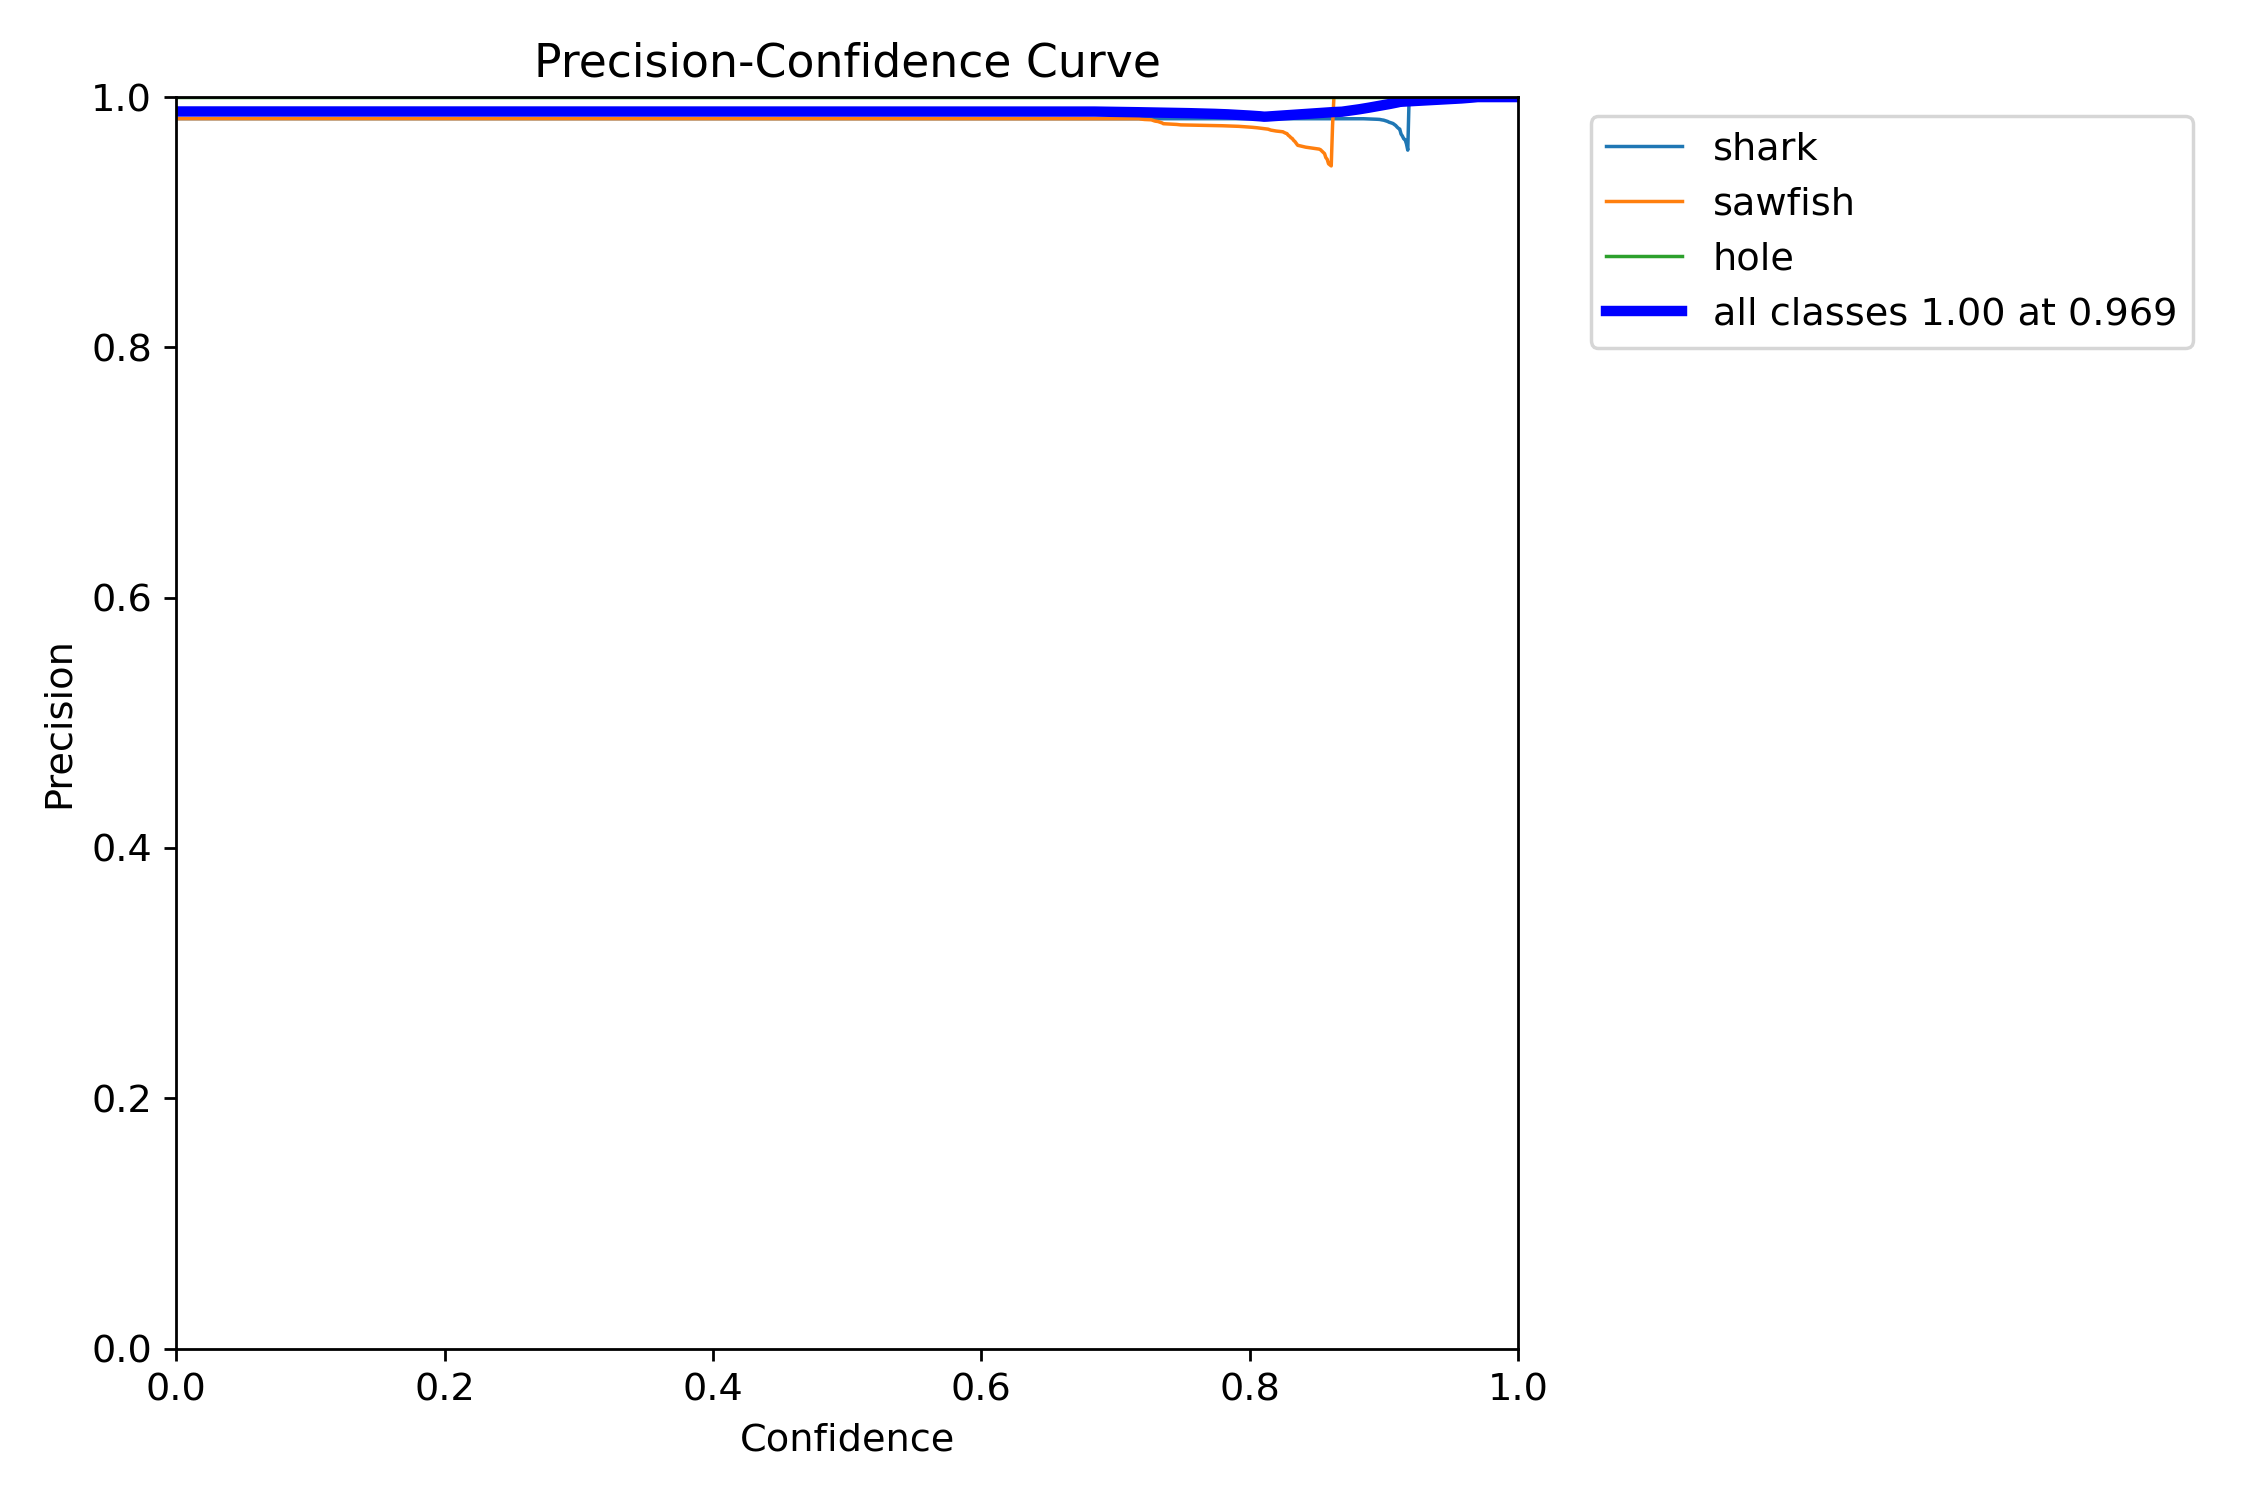 Precision-Confidence Curve
1.0
0.8
0.6
0.4
0.2
0.0
Precision
0.0 0.2 0.4 0.6 0.8 1.0
Confidence
shark
sawfish
hole
all classes 1.00 at 0.969